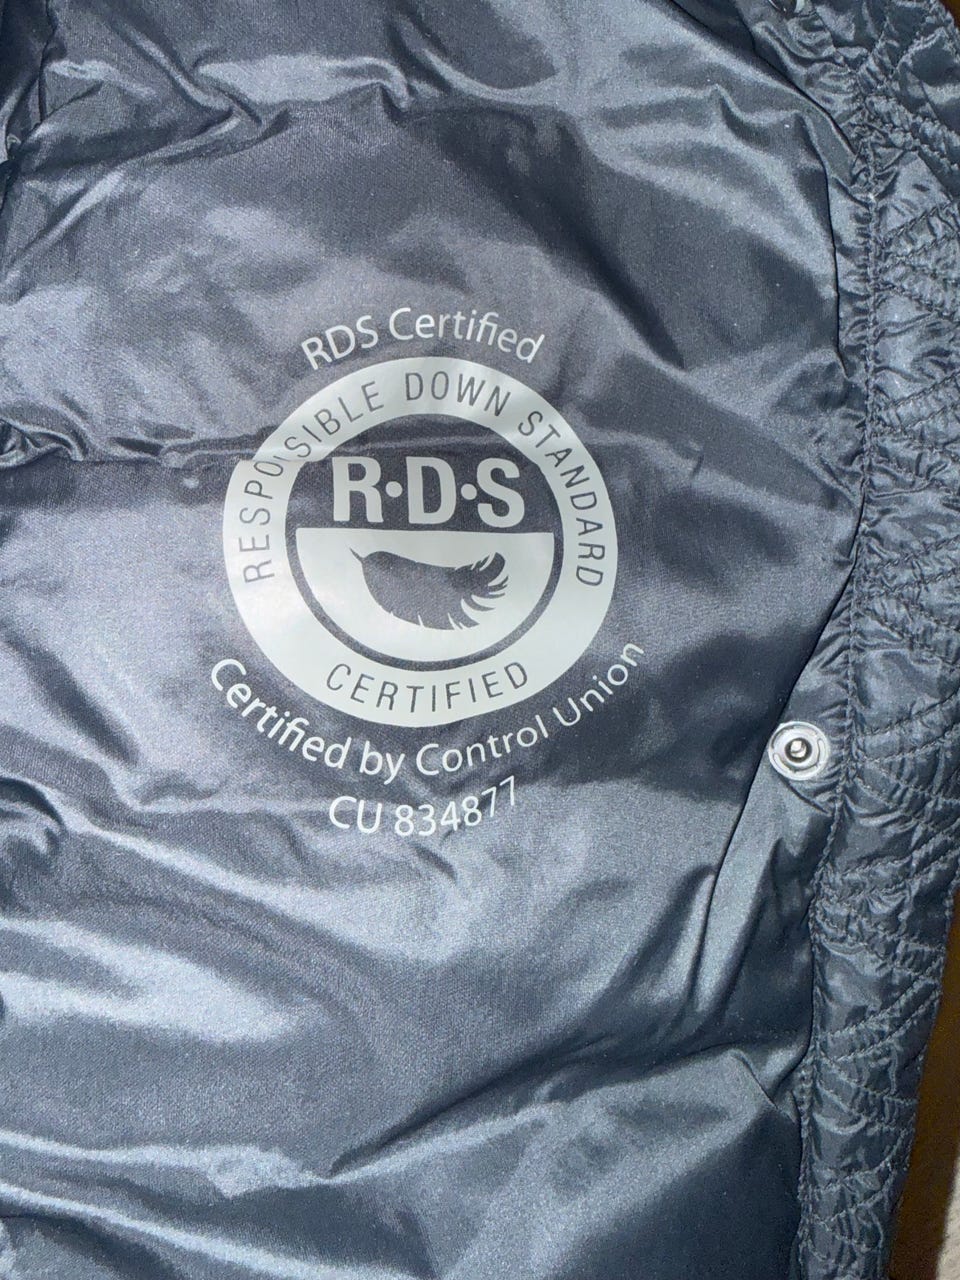 RDS Certified
RESPONSIBLE DOWN STANDARD
R·D·S
CERTIFIED
Certified by Control Union
CU 834877